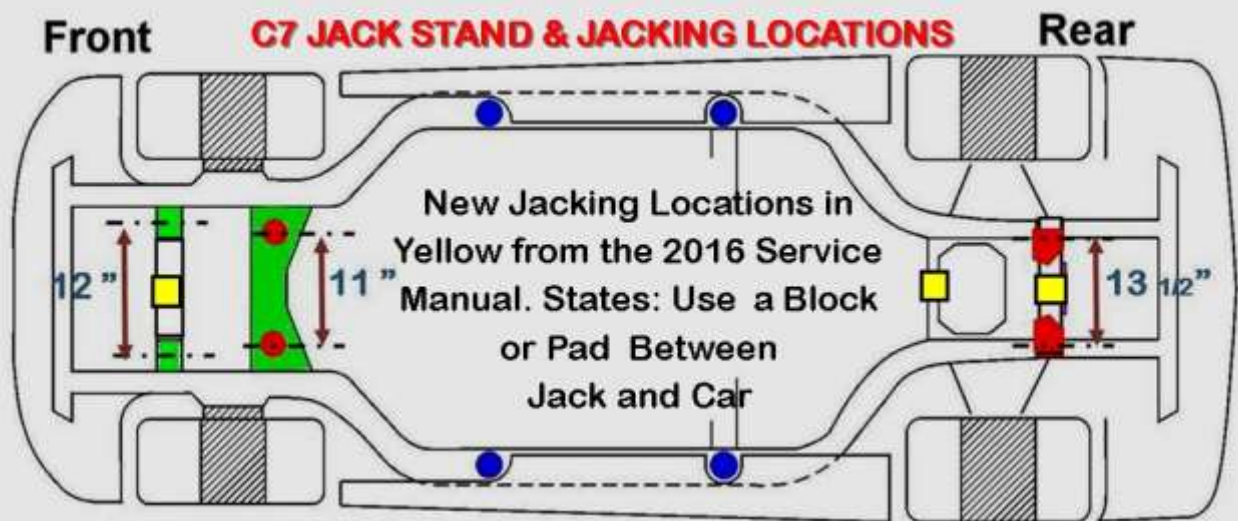 Front
C7 JACK STAND & JACKING LOCATIONS
Rear
New Jacking Locations in
Yellow from the 2016 Service
Manual. States: Use a Block
or Pad Between
Jack and Car
12 ”
11 ”
13 1/2”